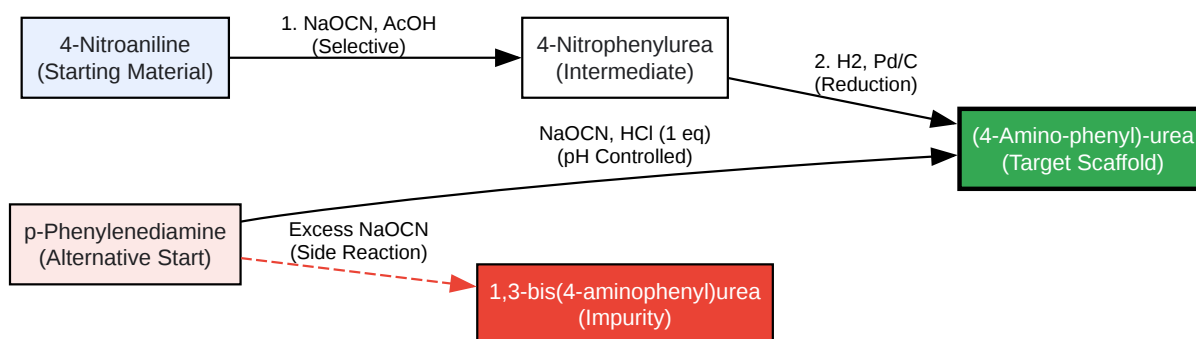 4-Nitroaniline
(Starting Material)
1. NaOCN, AcOH
(Selective)
4-Nitrophenylurea
(Intermediate)
2. H2, Pd/C
(Reduction)
(4-Amino-phenyl)-urea
(Target Scaffold)
NaOCN, HCl (1 eq)
(pH Controlled)
p-Phenylenediamine
(Alternative Start)
Excess NaOCN
(Side Reaction)
1,3-bis(4-aminophenyl)urea
(Impurity)